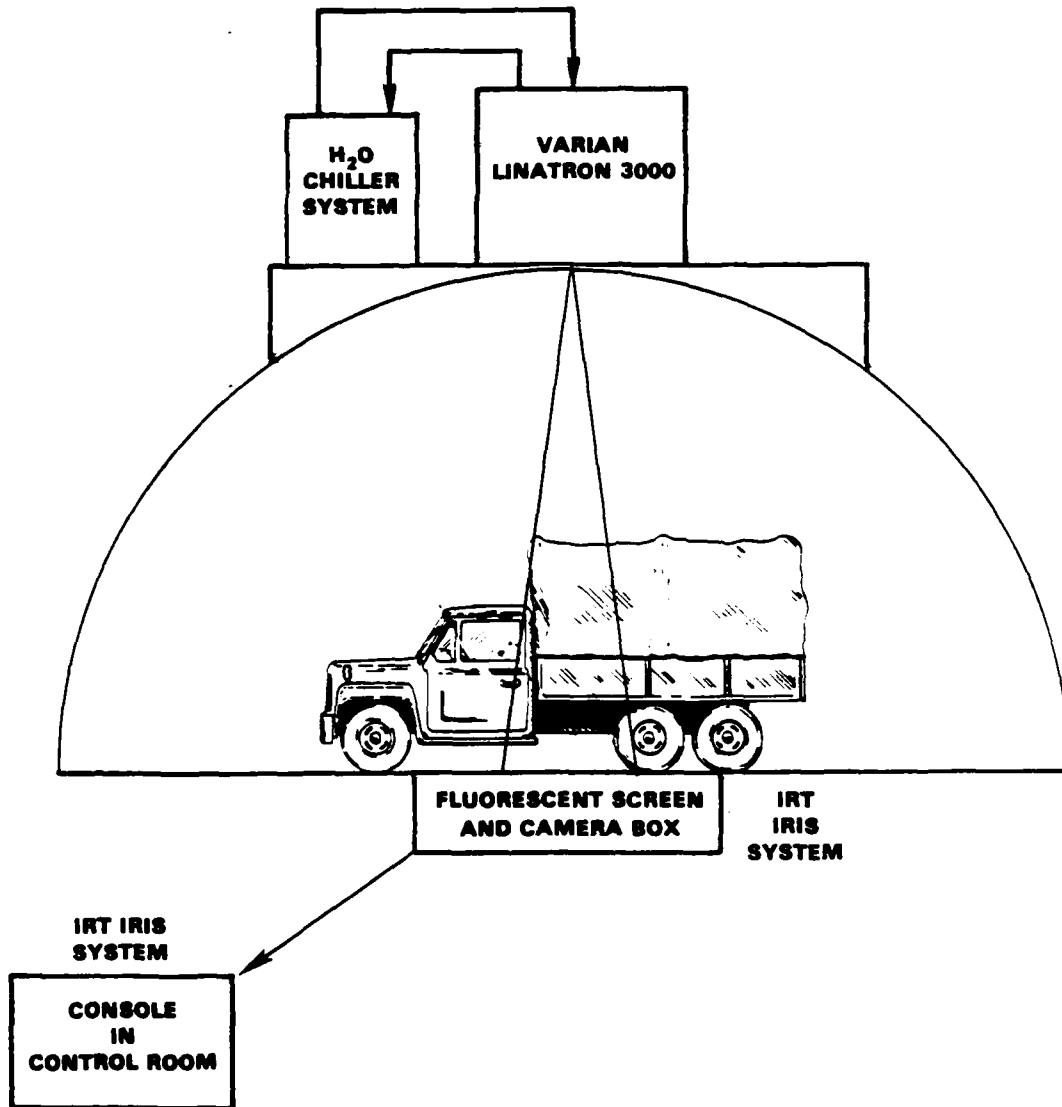 H₂O
CHILLER
SYSTEM
VARIAN
LINATRON 3000
FLUORESCENT SCREEN
AND CAMERA BOX
IRT
IRIS
SYSTEM
IRT IRIS
SYSTEM
CONSOLE
IN
CONTROL ROOM